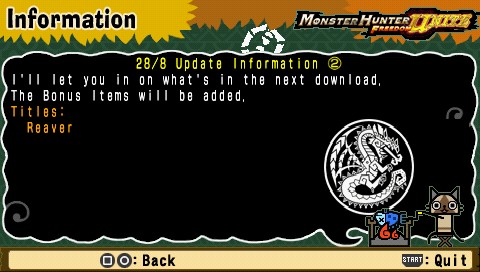 Information
MONSTER HUNTER
FREEDOM UNITE
28/8 Update Information ②
I'll let you in on what's in the next download.
The Bonus Items will be added.
Titles:
Reaver
□○: Back
START: Quit